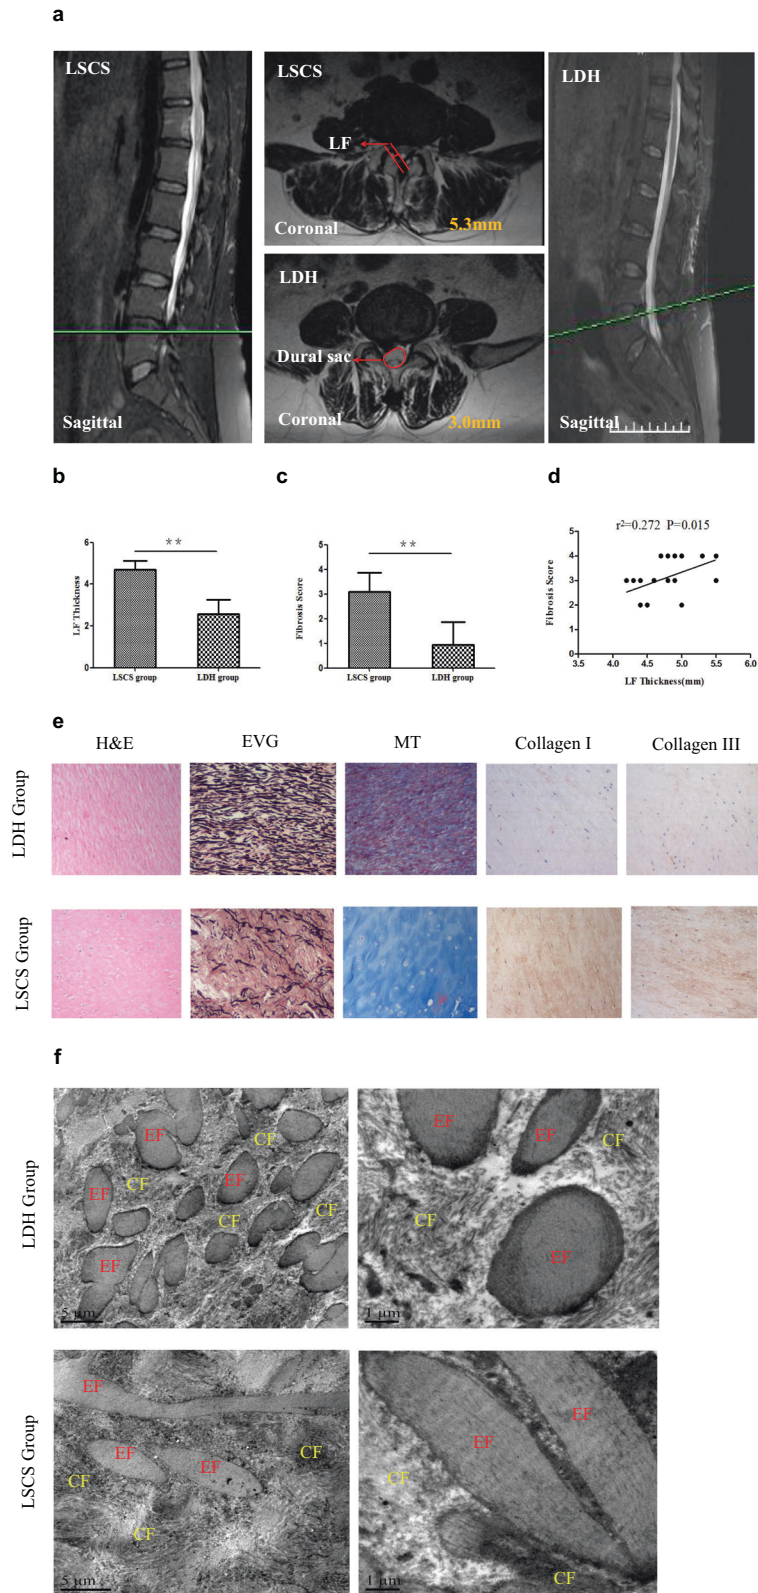 a
LSCS
Sagittal
LSCS
LF
Coronal
5.3mm
LDH
Dural sac
Coronal
3.0mm
LDH
Sagittal
b
**
LF Thickness
6
4
2
0
LSCS group
LDH group
c
**
Fibrosis Score
5
4
3
2
1
0
LSCS group
LDH group
d
r²=0.272 P=0.015
Fibrosis Score
5
4
3
2
1
0
3.5
4.0
4.5
5.0
5.5
6.0
LF Thickness(mm)
e
H&E
EVG
MT
Collagen I
Collagen III
LDH Group
LSCS Group
f
LDH Group
EF
CF
EF
CF
EF
CF
CF
EF
5 μm
EF
EF
CF
CF
EF
1 μm
LSCS Group
EF
EF
EF
CF
CF
CF
5 μm
EF
EF
CF
CF
1 μm